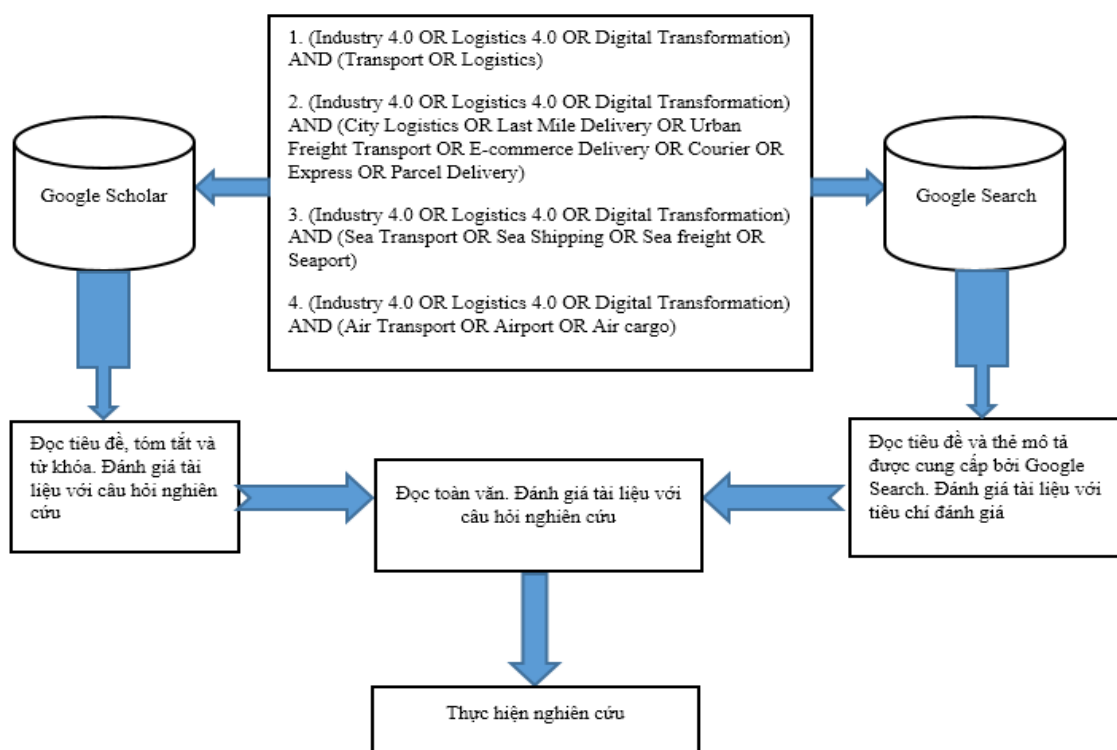 1. (Industry 4.0 OR Logistics 4.0 OR Digital Transformation)
AND (Transport OR Logistics)
2. (Industry 4.0 OR Logistics 4.0 OR Digital Transformation)
AND (City Logistics OR Last Mile Delivery OR Urban
Freight Transport OR E-commerce Delivery OR Courier OR
Express OR Parcel Delivery)
3. (Industry 4.0 OR Logistics 4.0 OR Digital Transformation)
AND (Sea Transport OR Sea Shipping OR Sea freight OR
Seaport)
4. (Industry 4.0 OR Logistics 4.0 OR Digital Transformation)
AND (Air Transport OR Airport OR Air cargo)
Google Scholar
Google Search
Đọc tiêu đề, tóm tắt và
từ khóa. Đánh giá tài
liệu với câu hỏi nghiên
cứu
Đọc toàn văn. Đánh giá tài liệu với
câu hỏi nghiên cứu
Đọc tiêu đề và thẻ mô tả
được cung cấp bởi Google
Search. Đánh giá tài liệu với
tiêu chí đánh giá
Thực hiện nghiên cứu